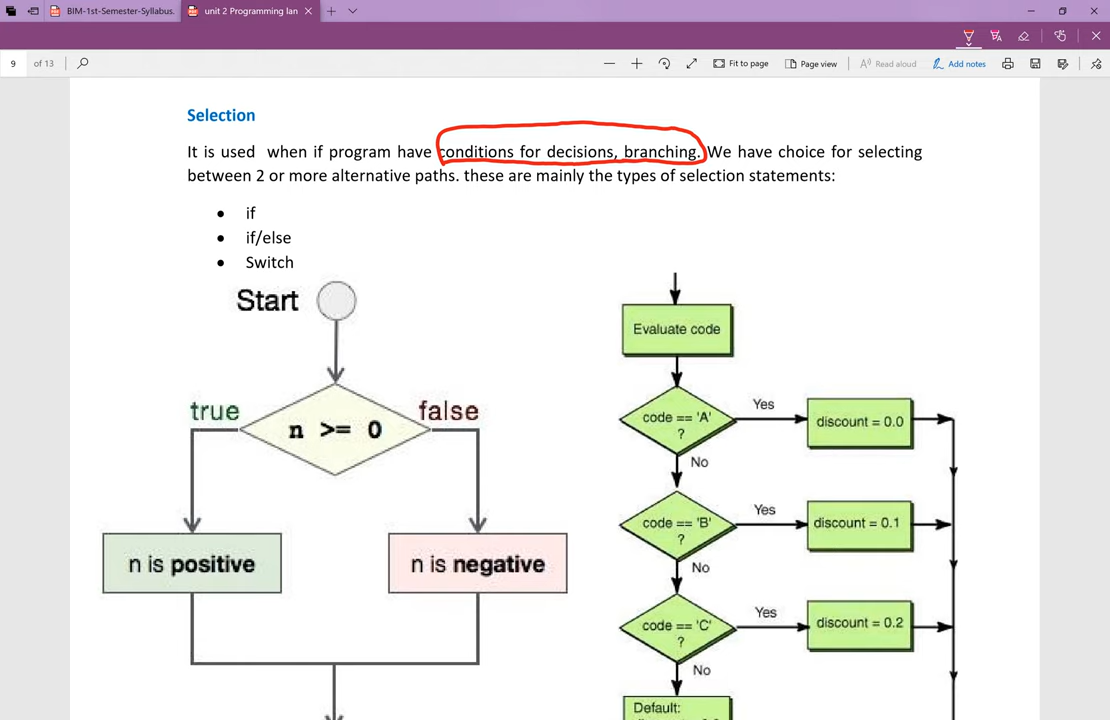 BIM-1st-Semester-Syllabus.
unit 2 Programming lan
9 of 13
Fit to page
Page view
Read aloud
Add notes
Selection
It is used when if program have conditions for decisions, branching. We have choice for selecting
between 2 or more alternative paths. these are mainly the types of selection statements:
• if
• if/else
• Switch
Start
true
false
n >= 0
n is positive
n is negative
Evaluate code
code == 'A'
?
Yes
discount = 0.0
No
code == 'B'
?
Yes
discount = 0.1
No
code == 'C'
?
Yes
discount = 0.2
No
Default: